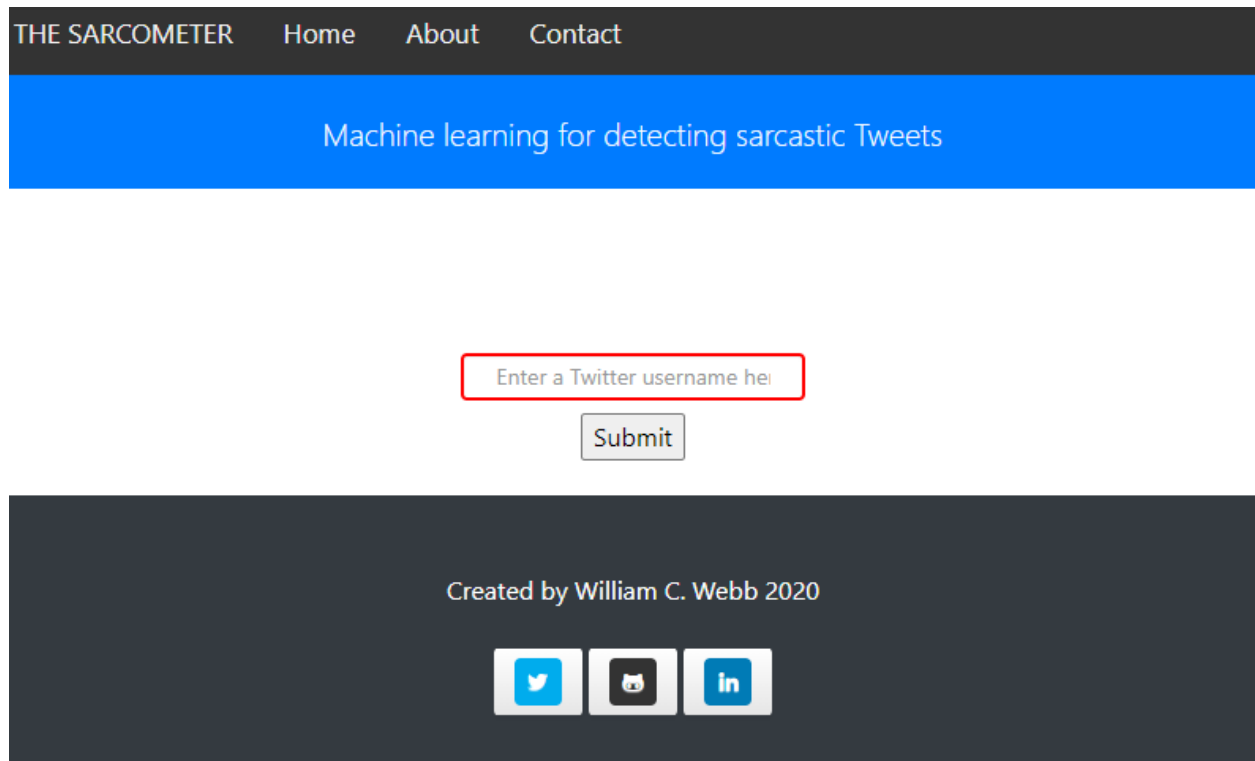 THE SARCOMETER Home About Contact
Machine learning for detecting sarcastic Tweets
Enter a Twitter username her
Submit
Created by William C. Webb 2020
in